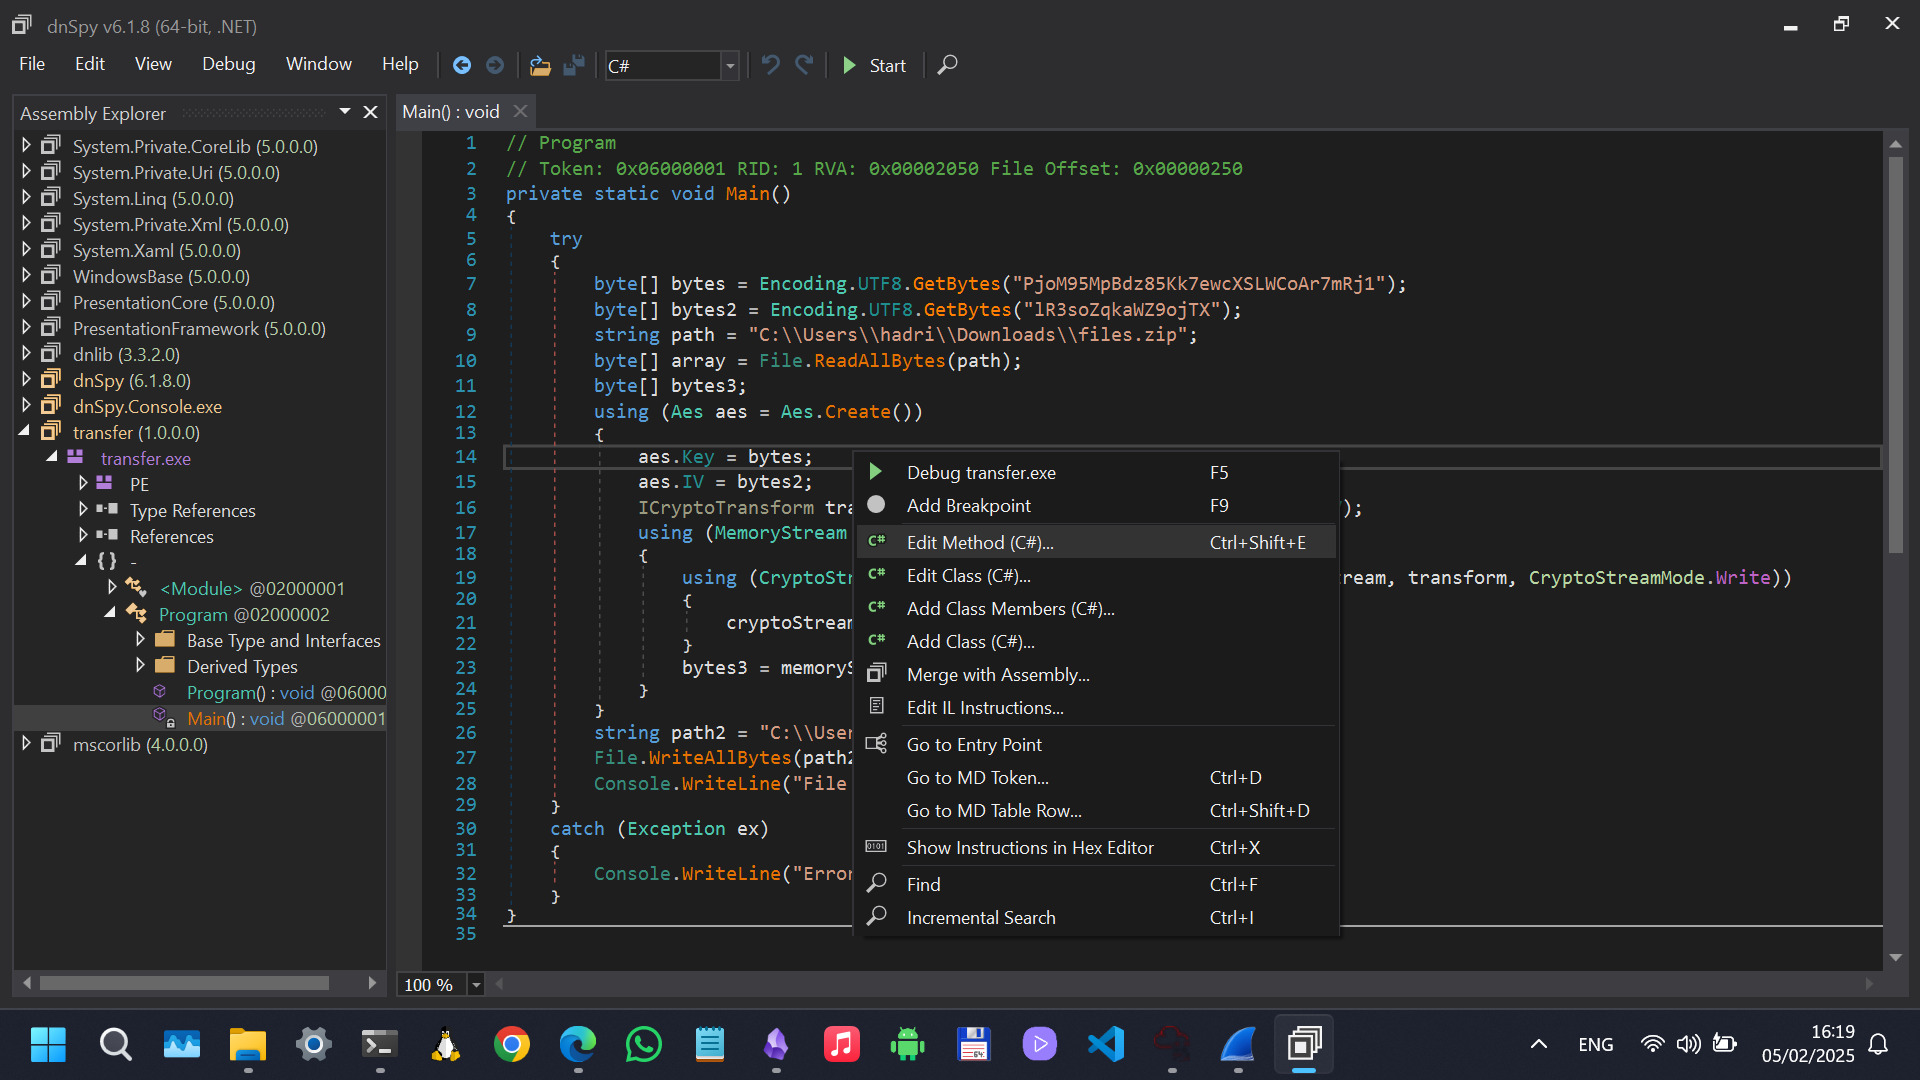 dnSpy v6.1.8 (64-bit, .NET)
File Edit View Debug Window Help C# Start
Assembly Explorer
System.Private.CoreLib (5.0.0.0)
System.Private.Uri (5.0.0.0)
System.Linq (5.0.0.0)
System.Private.Xml (5.0.0.0)
System.Xaml (5.0.0.0)
WindowsBase (5.0.0.0)
PresentationCore (5.0.0.0)
PresentationFramework (5.0.0.0)
dnlib (3.3.2.0)
dnSpy (6.1.8.0)
dnSpy.Console.exe
transfer (1.0.0.0)
transfer.exe
PE
Type References
References
{ } -
<Module> @02000001
Program @02000002
Base Type and Interfaces
Derived Types
Program() : void @06000
Main() : void @06000001
mscorlib (4.0.0.0)
Main() : void
1 // Program
2 // Token: 0x06000001 RID: 1 RVA: 0x00002050 File Offset: 0x00000250
3 private static void Main()
4 {
5 try
6 {
7 byte[] bytes = Encoding.UTF8.GetBytes("PjoM95MpBdz85Kk7ewcXSLWCoAr7mRj1");
8 byte[] bytes2 = Encoding.UTF8.GetBytes("lR3soZqkaWZ9ojTX");
9 string path = "C:\\Users\\hadri\\Downloads\\files.zip";
10 byte[] array = File.ReadAllBytes(path);
11 byte[] bytes3;
12 using (Aes aes = Aes.Create())
13 {
14 aes.Key = bytes;
15 aes.IV = bytes2;
16 ICryptoTransform tra );
17 using (MemoryStream
18 {
19 using (CryptoStr ream, transform, CryptoStreamMode.Write))
20 {
21 cryptoStream
22 }
23 bytes3 = memoryS
24 }
25 }
26 string path2 = "C:\\User
27 File.WriteAllBytes(path2
28 Console.WriteLine("File
29 }
30 catch (Exception ex)
31 {
32 Console.WriteLine("Error
33 }
34 }
35
Debug transfer.exe F5
Add Breakpoint F9
C# Edit Method (C#)... Ctrl+Shift+E
C# Edit Class (C#)...
C# Add Class Members (C#)...
C# Add Class (C#)...
Merge with Assembly...
Edit IL Instructions...
Go to Entry Point
Go to MD Token... Ctrl+D
Go to MD Table Row... Ctrl+Shift+D
Show Instructions in Hex Editor Ctrl+X
Find Ctrl+F
Incremental Search Ctrl+I
100 %
64
ENG
16:19
05/02/2025